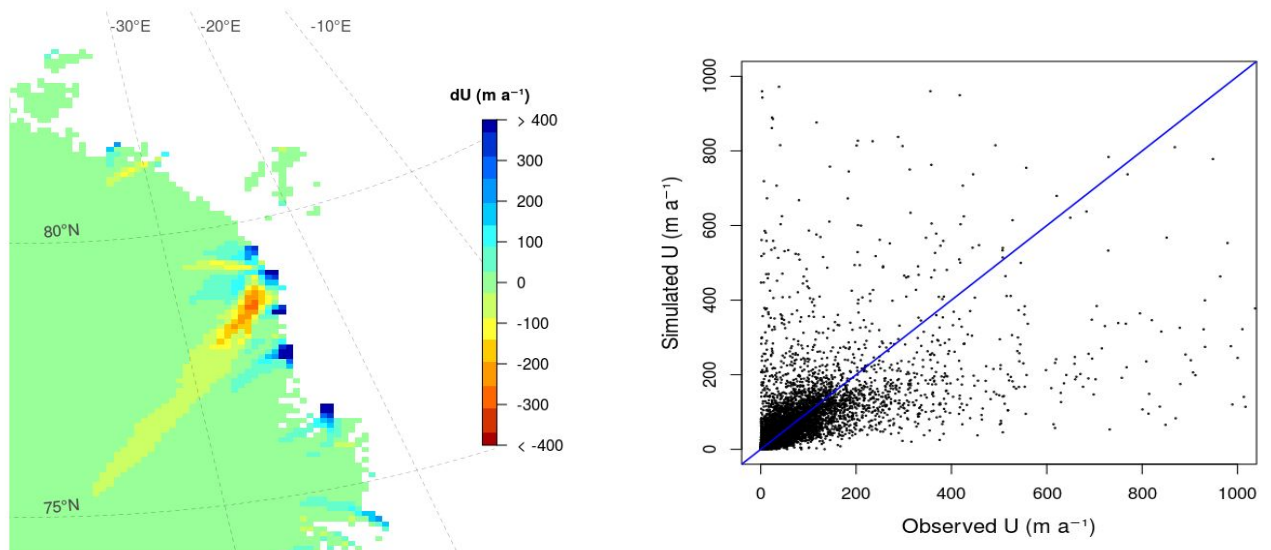 -30°E
-20°E
-10°E
80°N
75°N
dU (m a⁻¹)
> 400
300
200
100
0
-100
-200
-300
< -400
Simulated U (m a⁻¹)
1000
800
600
400
200
0
0 200 400 600 800 1000
Observed U (m a⁻¹)